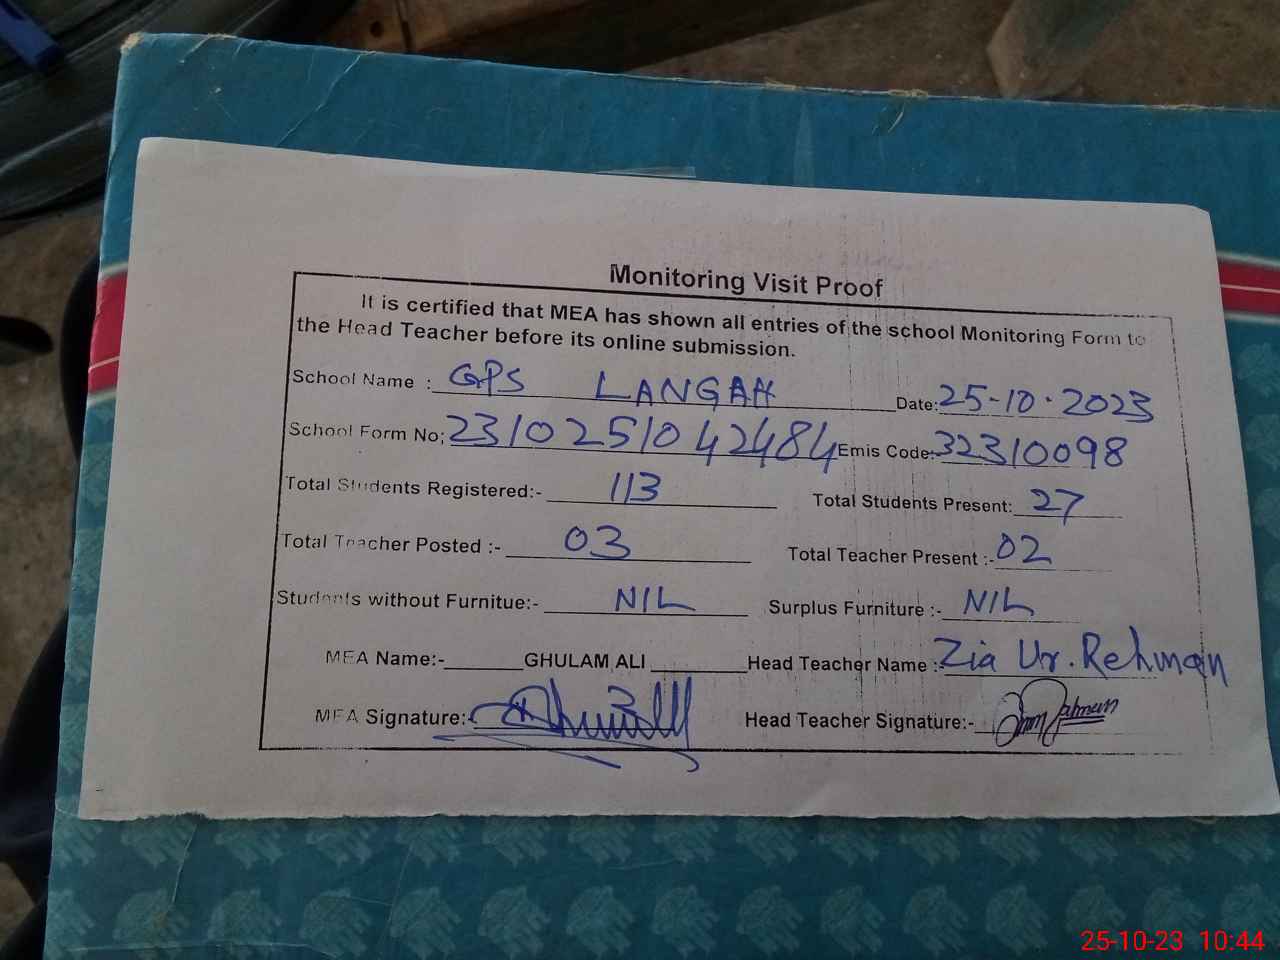 Monitoring Visit Proof
It is certified that MEA has shown all entries of the school Monitoring Form to
the Head Teacher before its online submission.
School Name : GPS LANGAH Date: 25-10-2023
School Form No; 2310251042484 Emis Code: 32310098
Total Students Registered:- 113 Total Students Present: 27
Total Teacher Posted :- 03 Total Teacher Present :- 02
Students without Furnitue:- NIL Surplus Furniture :- NIL
MEA Name:- GHULAM ALI Head Teacher Name :- Zia Ur. Rehman
MEA Signature:- Head Teacher Signature:-
25-10-23 10:44